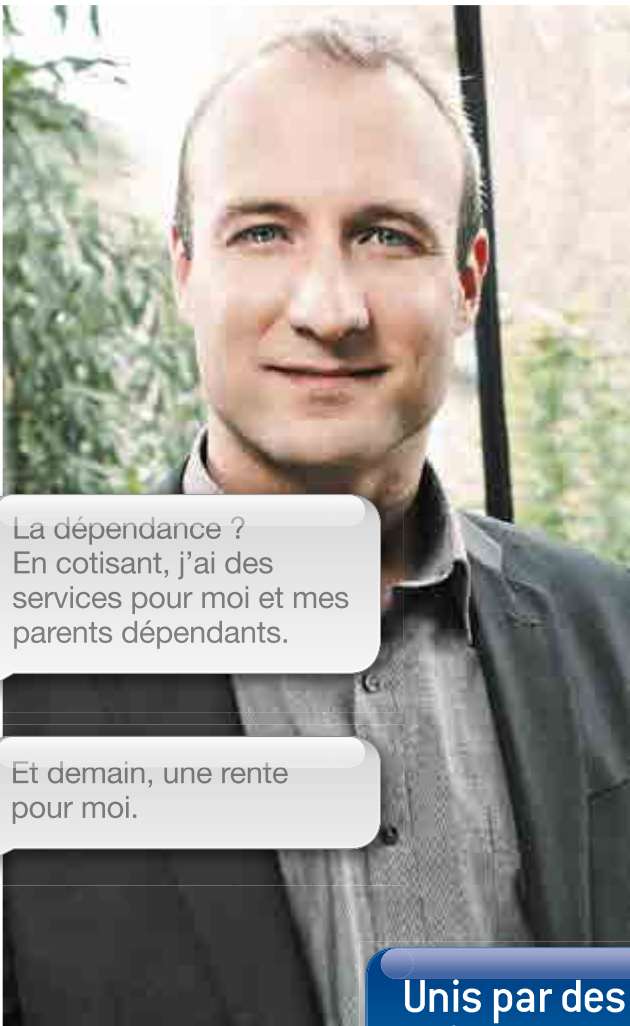 La dépendance ?
En cotisant, j’ai des
services pour moi et mes
parents dépendants.
Et demain, une rente
pour moi.
Unis par des